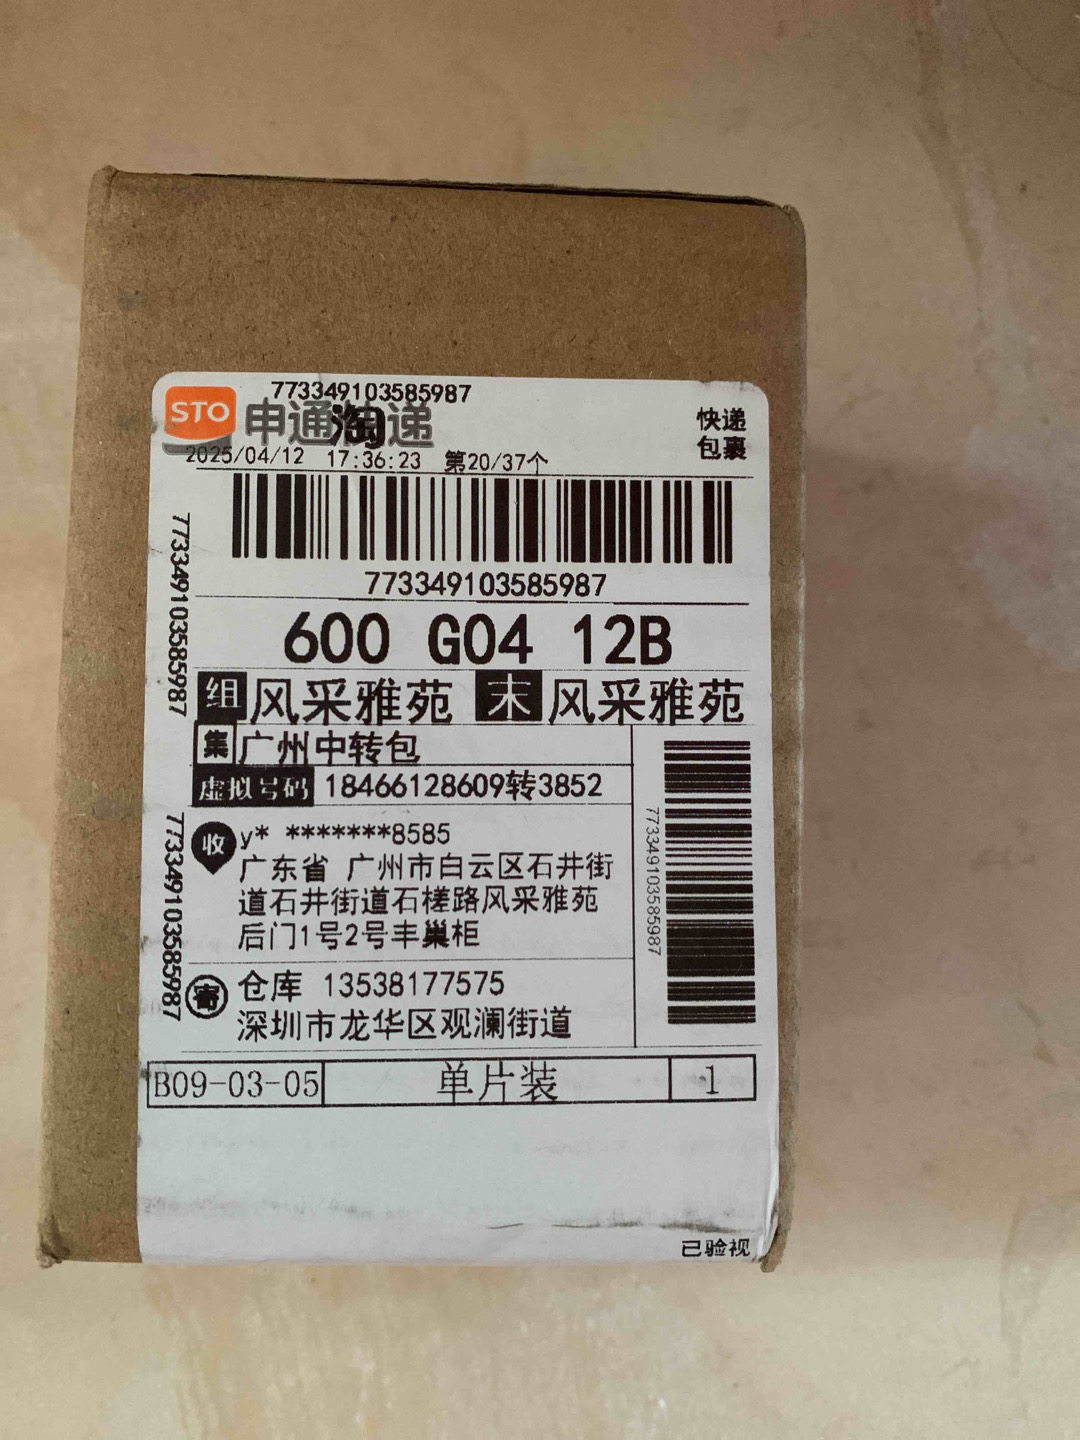 773349103585987
STO 申通快递
淘
快递
包裹
2025/04/12 17:36:23 第20/37个
773349103585987
773349103585987
600 G04 12B
组 风采雅苑 末 风采雅苑
集 广州中转包
虚拟号码 18466128609转3852
773349103585987
773349103585987
收 y* *******8585
广东省 广州市白云区石井街
道石井街道石槎路风采雅苑
后门1号2号丰巢柜
寄 仓库 13538177575
深圳市龙华区观澜街道
B09-03-05 单片装 1
已验视